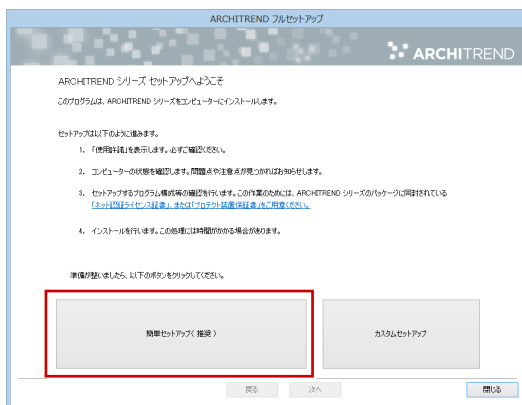 ARCHITREND フルセットアップ
ARCHITREND
ARCHITREND シリーズ セットアップへようこそ
このプログラムは、ARCHITREND シリーズをコンピューターにインストールします。
セットアップは以下のように進みます。
1. 「使用許諾」を表示します。必ずご確認ください。
2. コンピューターの状態を確認します。問題点や注意点が見つかればお知らせします。
3. セットアップするプログラム構成等の確認を行います。この作業のためには、ARCHITREND シリーズのパッケージに同封されている
「ネット認証ライセンス証書」、または「プロテクト装置保証書」をご用意ください。
4. インストールを行います。この処理には時間がかかる場合があります。
準備が整いましたら、以下のボタンをクリックしてください。
簡単セットアップ( 推奨 )
カスタムセットアップ
戻る
次へ
閉じる